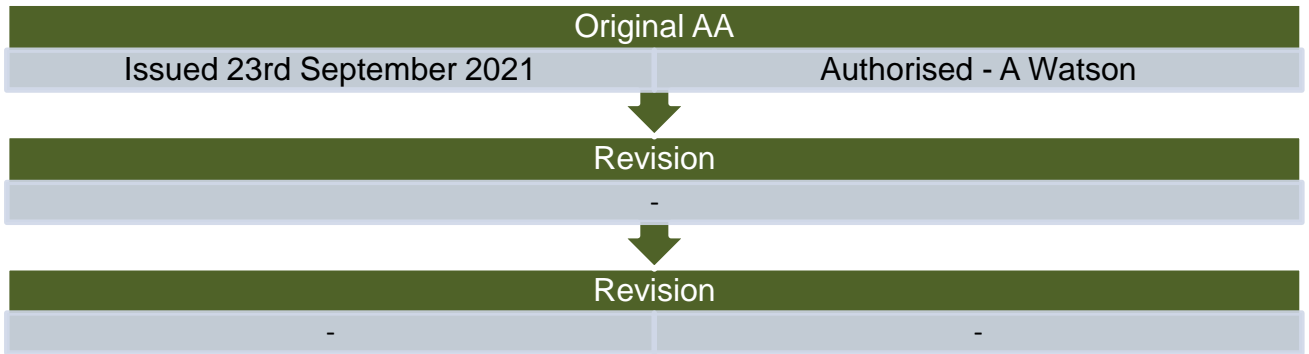 Original AA
Issued 23rd September 2021 Authorised - A Watson
Revision
-
Revision
- -